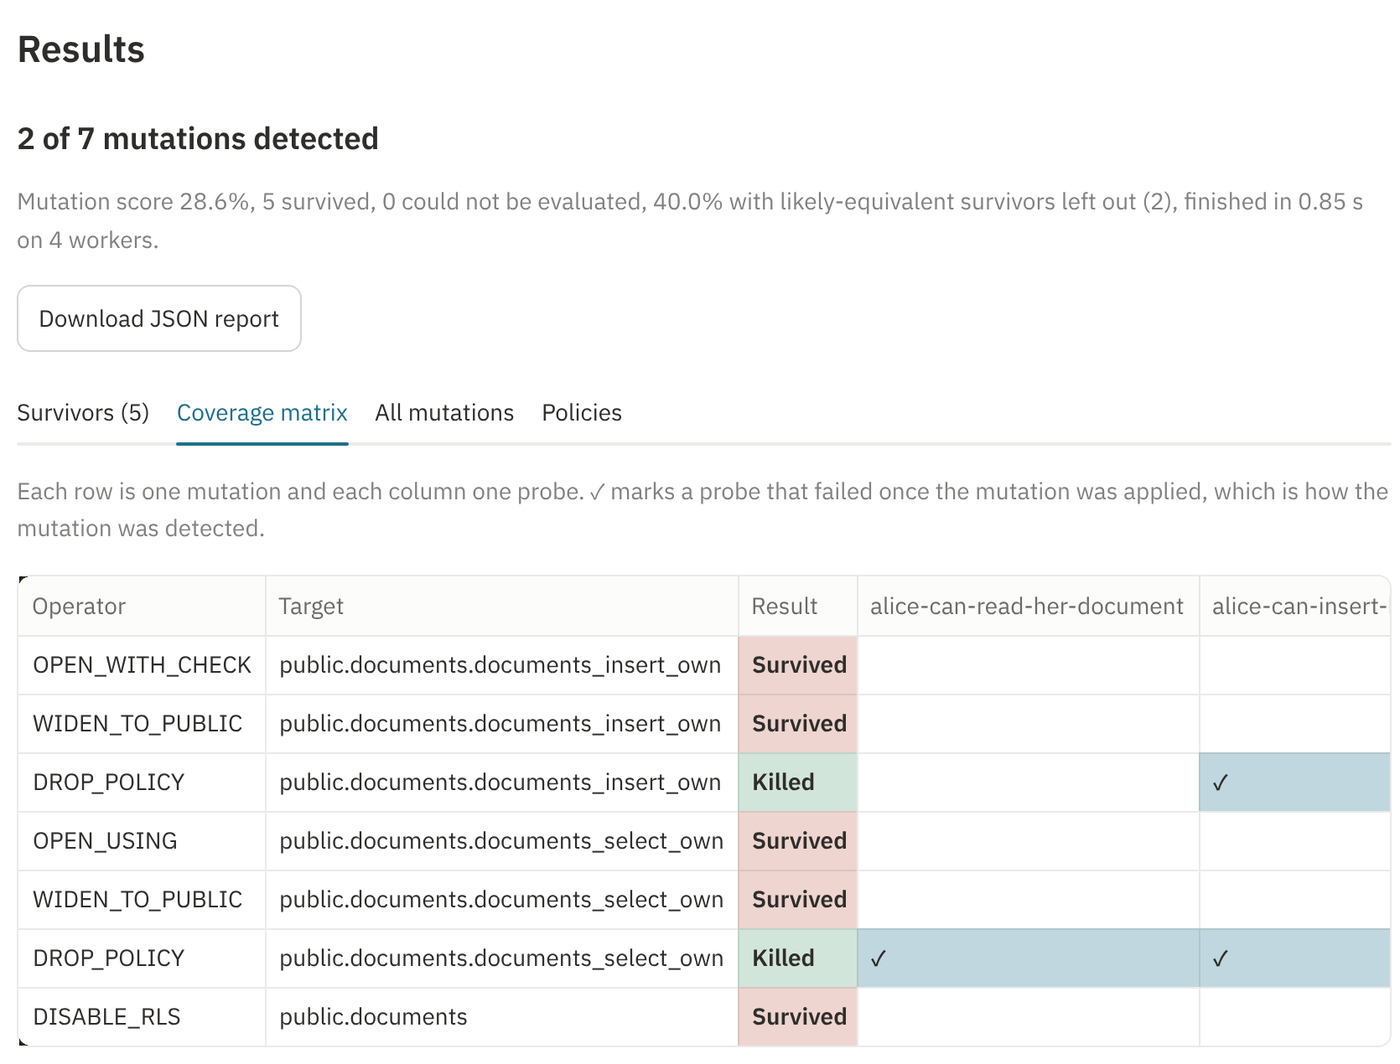 Results
2 of 7 mutations detected
Mutation score 28.6%, 5 survived, 0 could not be evaluated, 40.0% with likely-equivalent survivors left out (2), finished in 0.85 s
on 4 workers.
Download JSON report
Survivors (5) Coverage matrix All mutations Policies
Each row is one mutation and each column one probe. ✓ marks a probe that failed once the mutation was applied, which is how the
mutation was detected.
Operator Target Result alice-can-read-her-document alice-can-insert-
OPEN_WITH_CHECK public.documents.documents_insert_own Survived
WIDEN_TO_PUBLIC public.documents.documents_insert_own Survived
DROP_POLICY public.documents.documents_insert_own Killed ✓
OPEN_USING public.documents.documents_select_own Survived
WIDEN_TO_PUBLIC public.documents.documents_select_own Survived
DROP_POLICY public.documents.documents_select_own Killed ✓ ✓
DISABLE_RLS public.documents Survived